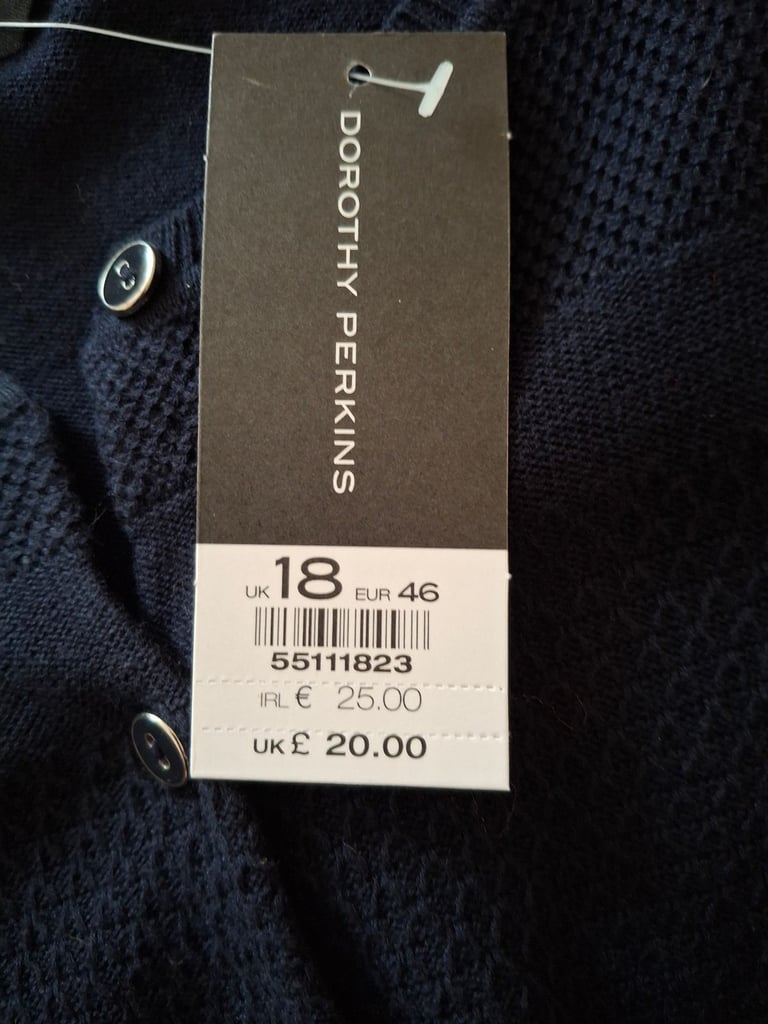 DOROTHY PERKINS
UK 18 EUR 46
55111823
IRL € 25.00
UK £ 20.00